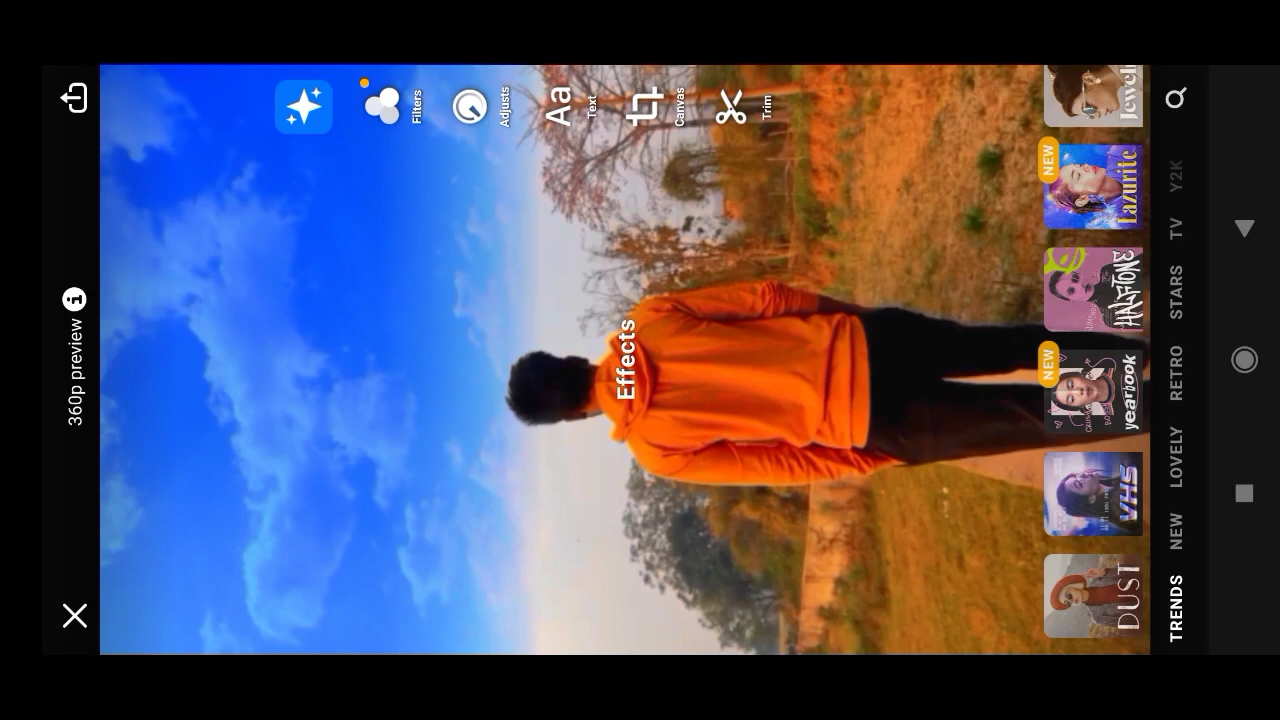 360p preview
Filters
Adjusts
Text
Aa
Canvas
Trim
Effects
DUST
VHS
NEW
yearbook
HALFTONE
NEW
Lazurite
Jewel
TRENDS NEW LOVELY RETRO STARS TV Y2K